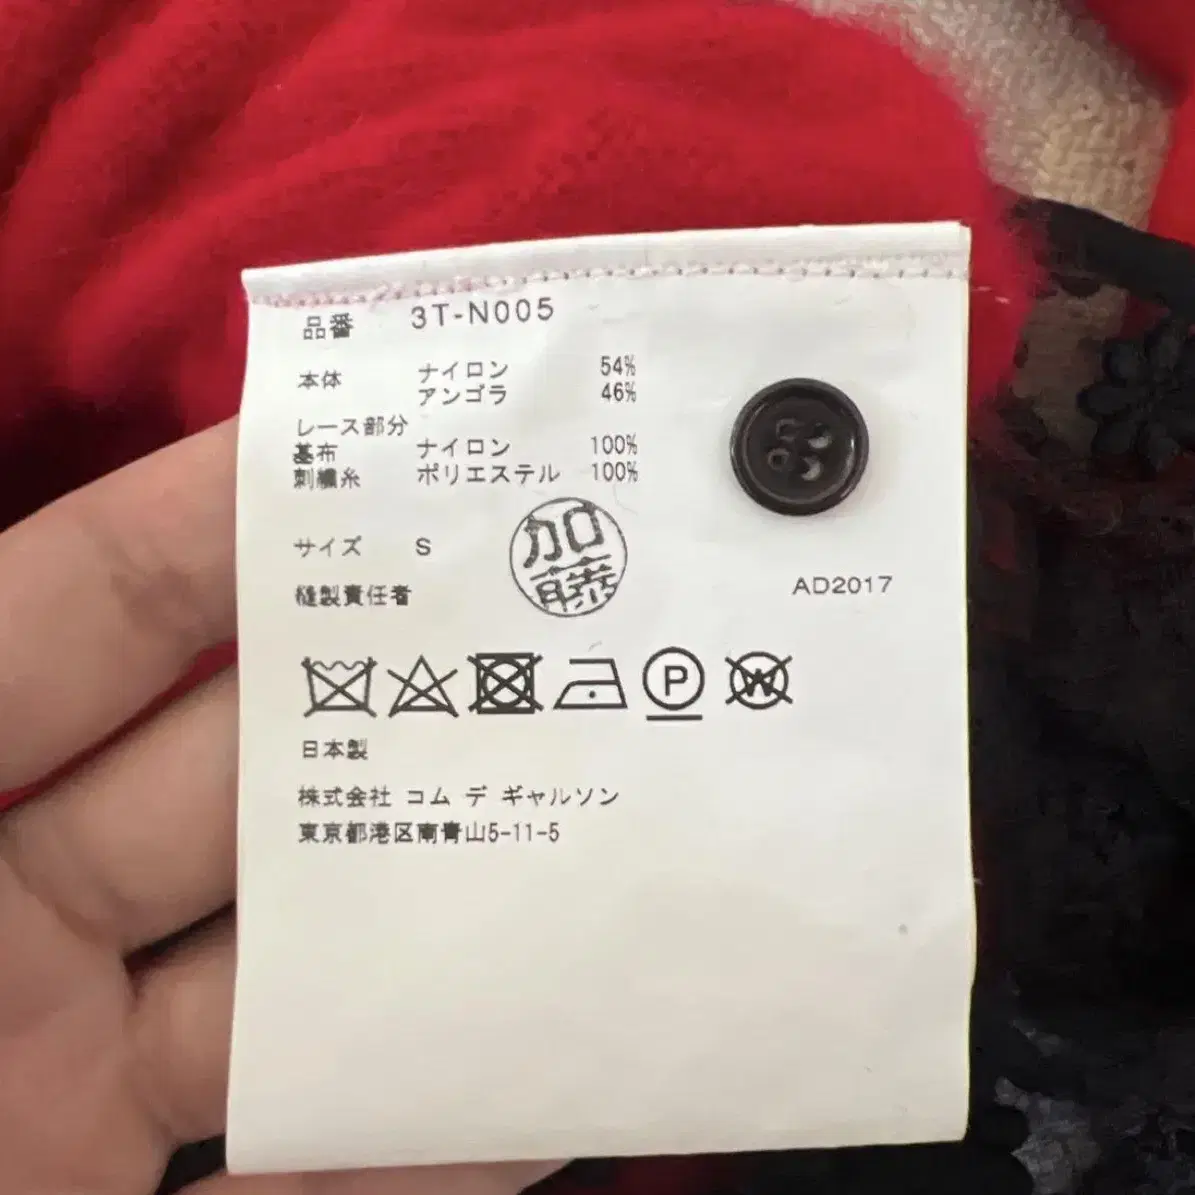 品番 3T-N005
本体 ナイロン 54%
アンゴラ 46%
レース部分
基布 ナイロン 100%
刺繍糸 ポリエステル 100%
サイズ S
加藤
縫製責任者
AD2017
P W
日本製
株式会社 コム デ ギャルソン
東京都港区南青山5-11-5